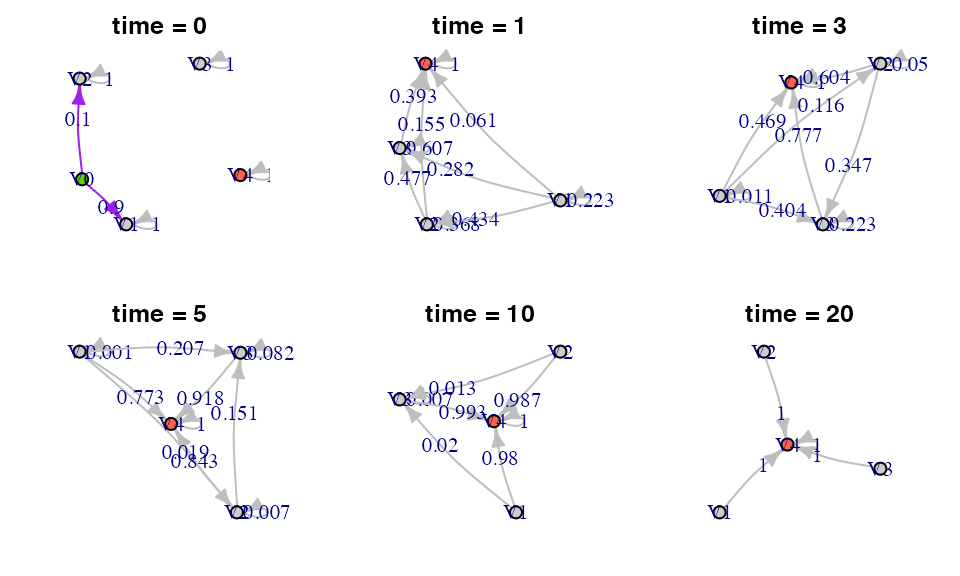 time = 0
V2 1
V3 1
0.1
V4 1
V0
0.9
V1 1
time = 1
V4 1
0.393
0.155
0.061
V3 0.607
0.282
0.477
V1 0.223
V2 0.368
0.434
time = 3
V2 0.05
0.604
V4 1
0.116
0.469
0.777
0.347
V1 0.011
0.404
V3 0.223
time = 5
V1 0.001
0.207
V3 0.082
0.773
0.918
0.151
V4 1
0.019
0.843
V2 0.007
time = 10
V2
0.013
V3 0.007
0.987
0.993
V4 1
0.02
0.98
V1
time = 20
V2
1
V4 1
1
1
V3
V1